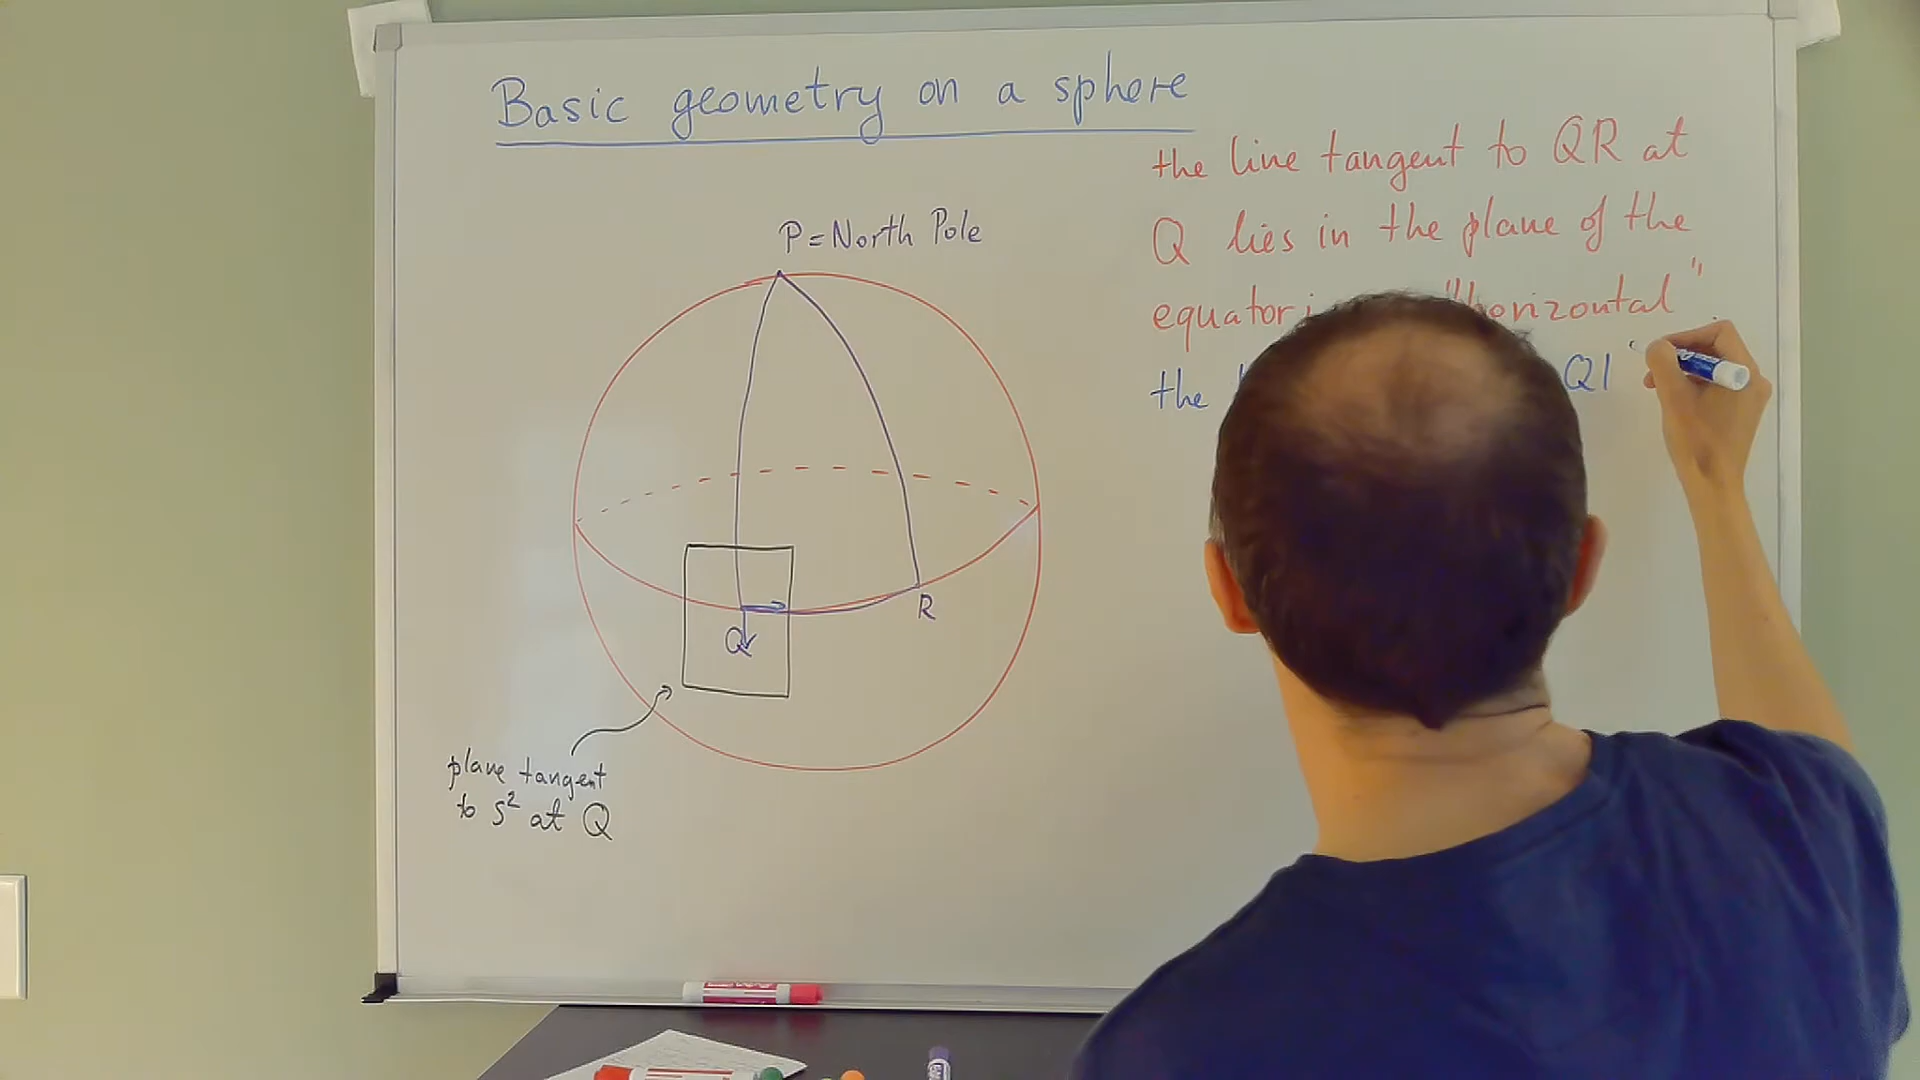 Basic geometry on a sphere
the line tangent to QR at
Q lies in the plane of the
equator "horizontal"
the
P = North Pole
R
Q
plane tangent
to S² at Q